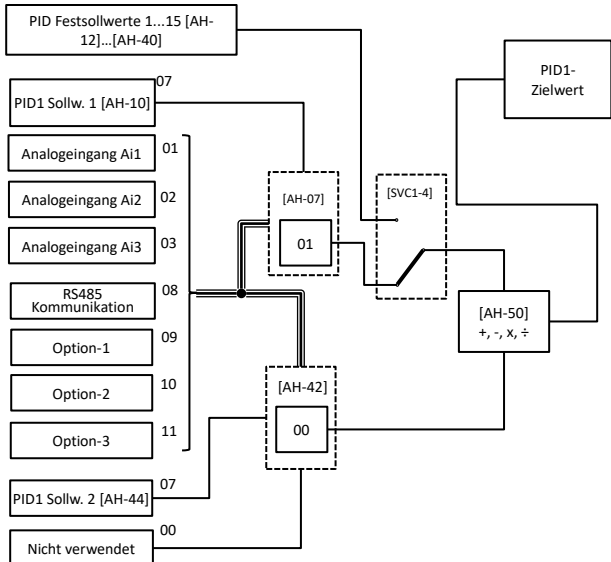 PID Festsollwerte 1...15 [AH-
12]...[AH-40]
PID1-
Zielwert
07
PID1 Sollw. 1 [AH-10]
01
Analogeingang Ai1
02
Analogeingang Ai2
03
Analogeingang Ai3
08
RS485
Kommunikation
09
Option-1
10
Option-2
11
Option-3
07
PID1 Sollw. 2 [AH-44]
00
Nicht verwendet
[AH-07]
01
[SVC1-4]
[AH-42]
00
[AH-50]
+, -, x, ÷